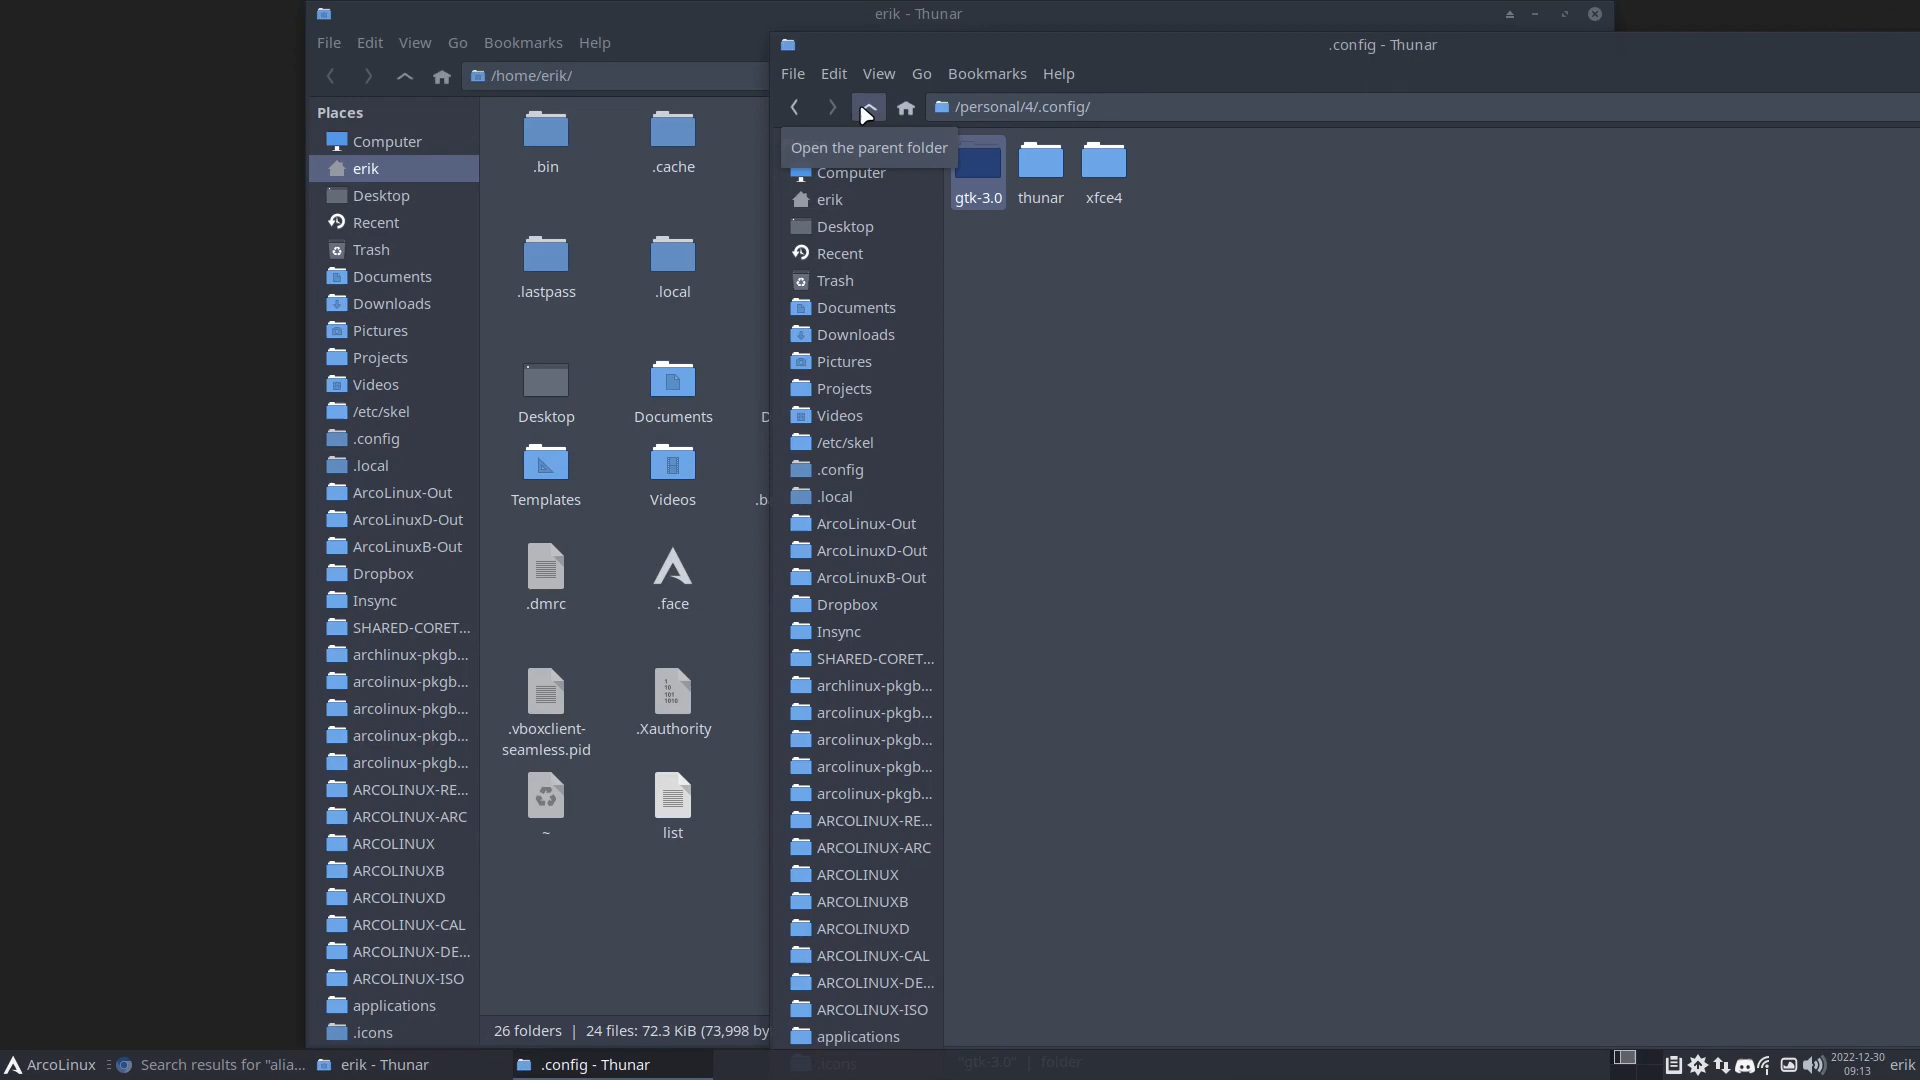 erik - Thunar
File Edit View Go Bookmarks Help
/home/erik/
Places
Computer
erik
Desktop
Recent
Trash
Documents
Downloads
Pictures
Projects
Videos
/etc/skel
.config
.local
ArcoLinux-Out
ArcoLinuxD-Out
ArcoLinuxB-Out
Dropbox
Insync
SHARED-CORET...
archlinux-pkgb...
arcolinux-pkgb...
arcolinux-pkgb...
arcolinux-pkgb...
arcolinux-pkgb...
ARCOLINUX-RE...
ARCOLINUX-ARC
ARCOLINUX
ARCOLINUXB
ARCOLINUXD
ARCOLINUX-CAL
ARCOLINUX-DE...
ARCOLINUX-ISO
applications
.icons
.bin .cache
.lastpass .local
Desktop Documents D
Templates Videos .b
.dmrc .face
.vboxclient-
seamless.pid
.Xauthority
~ list
26 folders | 24 files: 72.3 KiB (73,998 by
.config - Thunar
File Edit View Go Bookmarks Help
/personal/4/.config/
Open the parent folder
Computer
erik
Desktop
Recent
Trash
Documents
Downloads
Pictures
Projects
Videos
/etc/skel
.config
.local
ArcoLinux-Out
ArcoLinuxD-Out
ArcoLinuxB-Out
Dropbox
Insync
SHARED-CORET...
archlinux-pkgb...
arcolinux-pkgb...
arcolinux-pkgb...
arcolinux-pkgb...
arcolinux-pkgb...
ARCOLINUX-RE...
ARCOLINUX-ARC
ARCOLINUX
ARCOLINUXB
ARCOLINUXD
ARCOLINUX-CAL
ARCOLINUX-DE...
ARCOLINUX-ISO
applications
.icons
gtk-3.0 thunar xfce4
"gtk-3.0" | folder
ArcoLinux Search results for "alia... erik - Thunar .config - Thunar 2022-12-30 erik
09:13